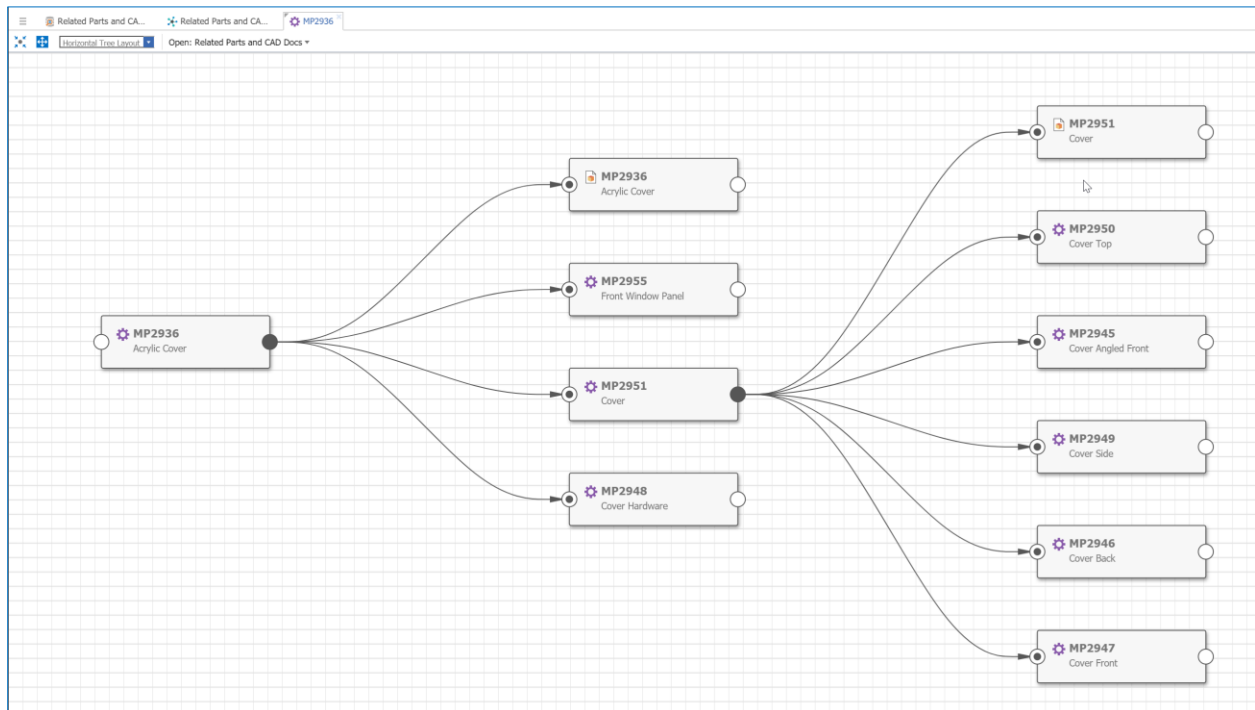 Related Parts and CA...
Related Parts and CA...
MP2936
Horizontal Tree Layout
Open: Related Parts and CAD Docs
MP2936
Acrylic Cover
MP2936
Acrylic Cover
MP2955
Front Window Panel
MP2951
Cover
MP2948
Cover Hardware
MP2951
Cover
MP2950
Cover Top
MP2945
Cover Angled Front
MP2949
Cover Side
MP2946
Cover Back
MP2947
Cover Front